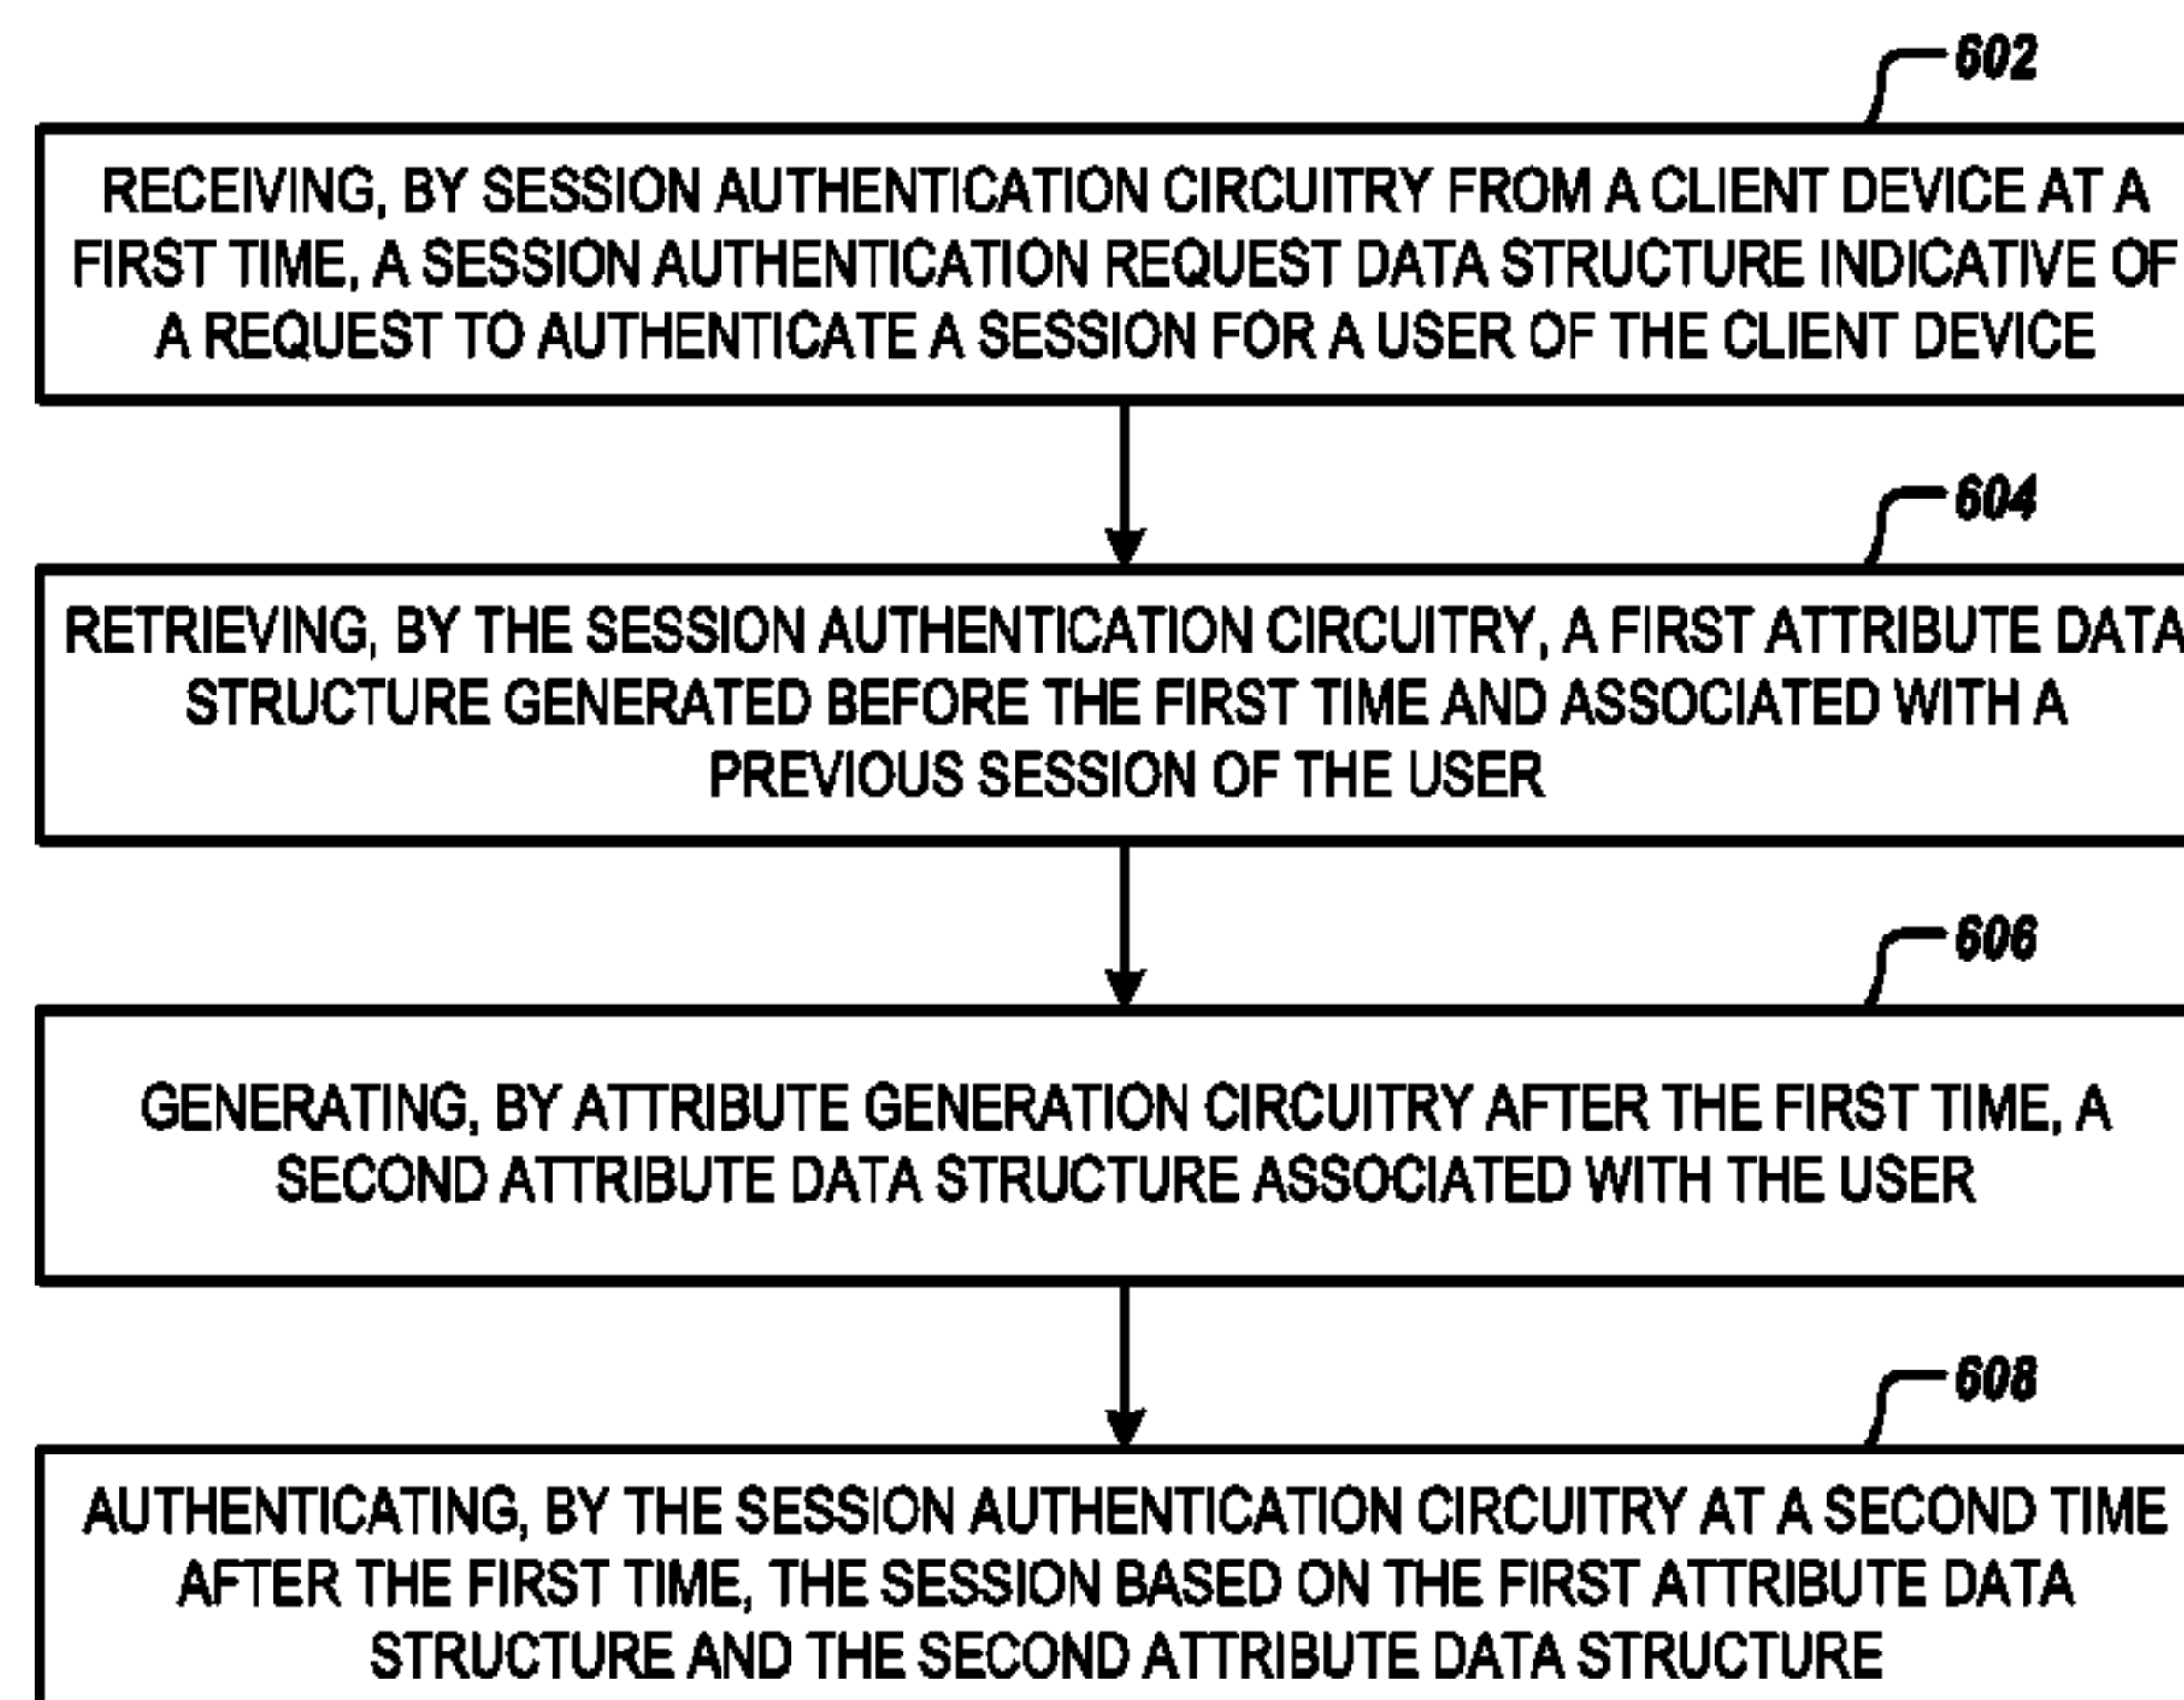 602
RECEIVING, BY SESSION AUTHENTICATION CIRCUITRY FROM A CLIENT DEVICE AT A
FIRST TIME, A SESSION AUTHENTICATION REQUEST DATA STRUCTURE INDICATIVE OF
A REQUEST TO AUTHENTICATE A SESSION FOR A USER OF THE CLIENT DEVICE
604
RETRIEVING, BY THE SESSION AUTHENTICATION CIRCUITRY, A FIRST ATTRIBUTE DATA
STRUCTURE GENERATED BEFORE THE FIRST TIME AND ASSOCIATED WITH A
PREVIOUS SESSION OF THE USER
606
GENERATING, BY ATTRIBUTE GENERATION CIRCUITRY AFTER THE FIRST TIME, A
SECOND ATTRIBUTE DATA STRUCTURE ASSOCIATED WITH THE USER
608
AUTHENTICATING, BY THE SESSION AUTHENTICATION CIRCUITRY AT A SECOND TIME
AFTER THE FIRST TIME, THE SESSION BASED ON THE FIRST ATTRIBUTE DATA
STRUCTURE AND THE SECOND ATTRIBUTE DATA STRUCTURE